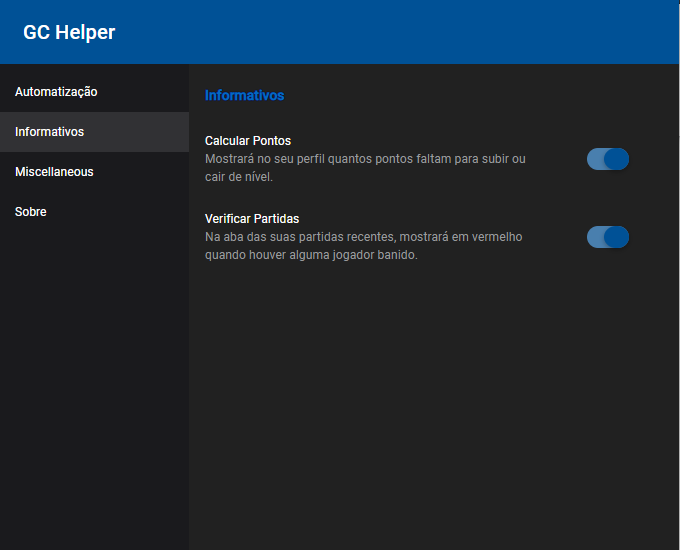 GC Helper
Automatização
Informativos
Miscellaneous
Sobre
Informativos
Calcular Pontos
Mostrará no seu perfil quantos pontos faltam para subir ou
cair de nível.
Verificar Partidas
Na aba das suas partidas recentes, mostrará em vermelho
quando houver alguma jogador banido.